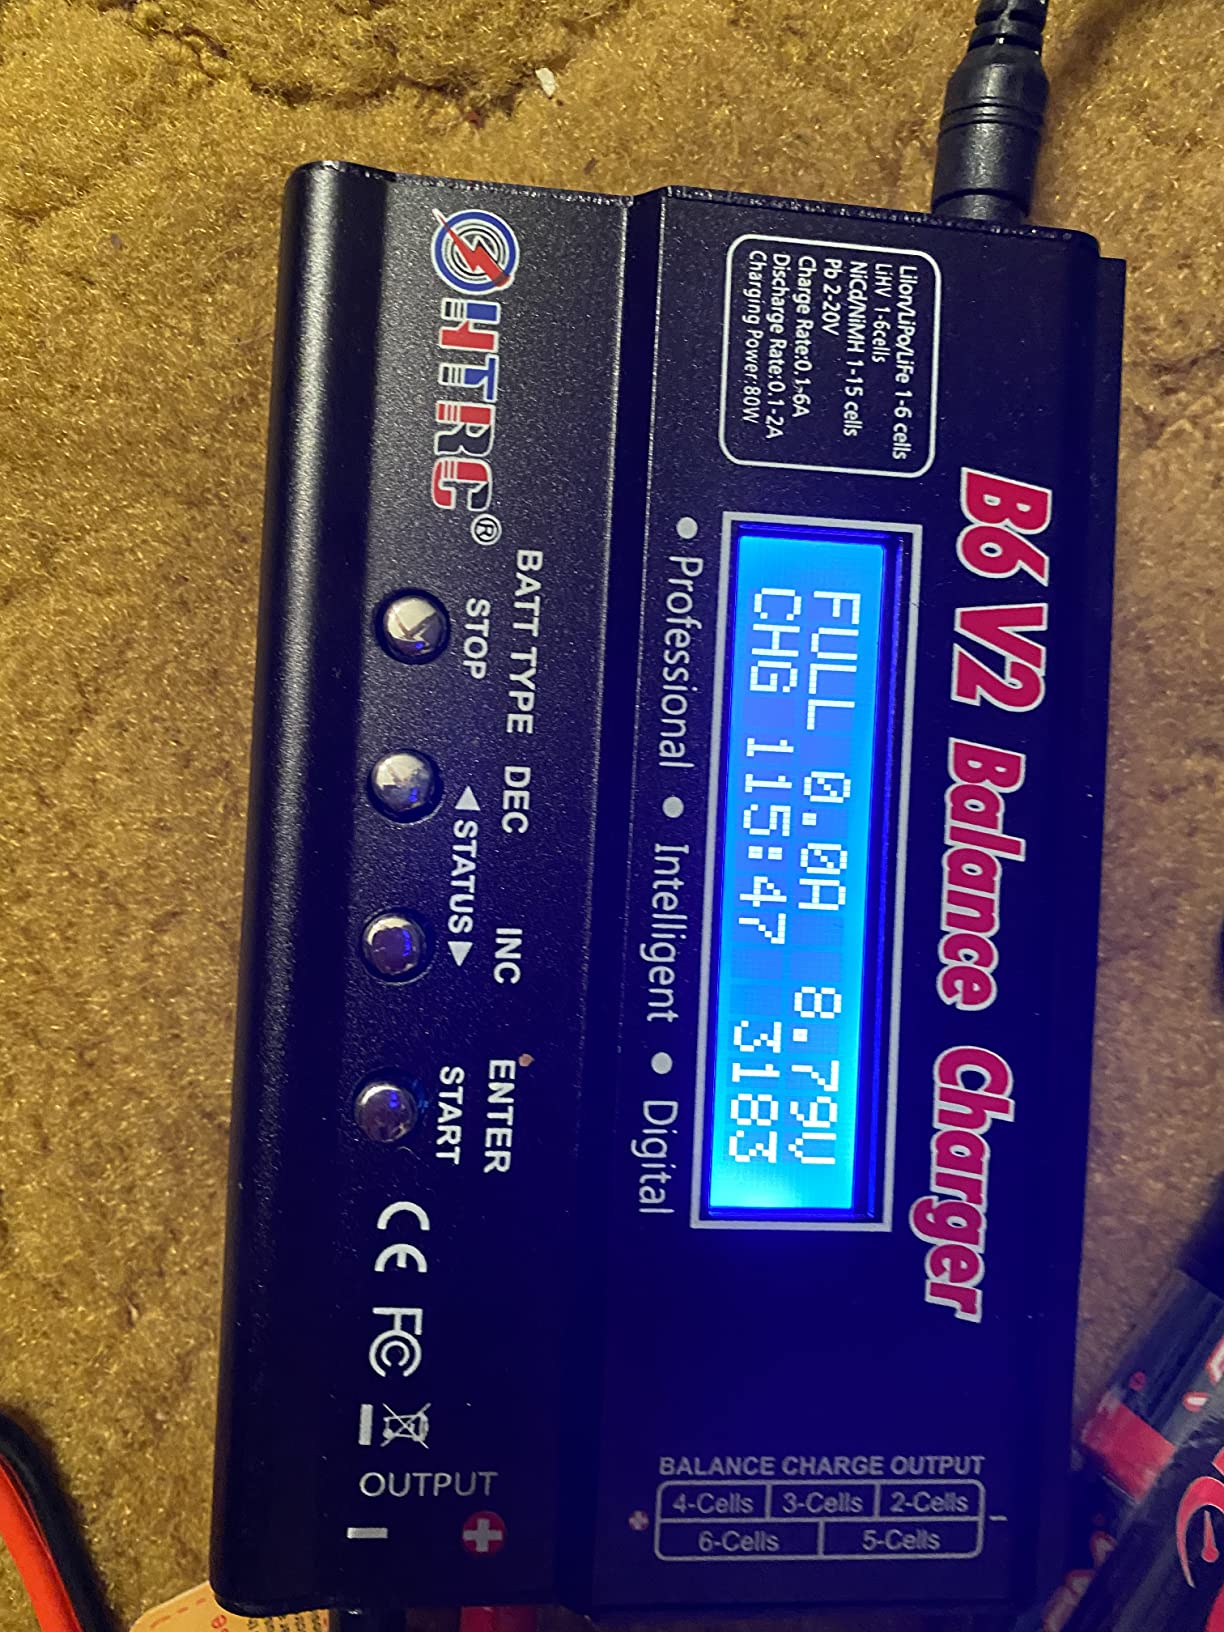 B6 V2 Balance Charger
LiIon/LiPo/LiFe 1-6 cells
LiHV 1-6cells
NiCd/NiMH 1-15 cells
Pb 2-20V
Charge Rate:0.1-6A
Discharge Rate:0.1-2A
Charging Power:80W
FULL 0.0A 8.79V
CHG 115:47 3183
● Professional ● Intelligent ● Digital
HTRC®
BATT TYPE
STOP
DEC
INC
◀ STATUS ▶
ENTER
START
CE FC
OUTPUT
− +
BALANCE CHARGE OUTPUT
4-Cells 3-Cells 2-Cells
+ −
6-Cells 5-Cells